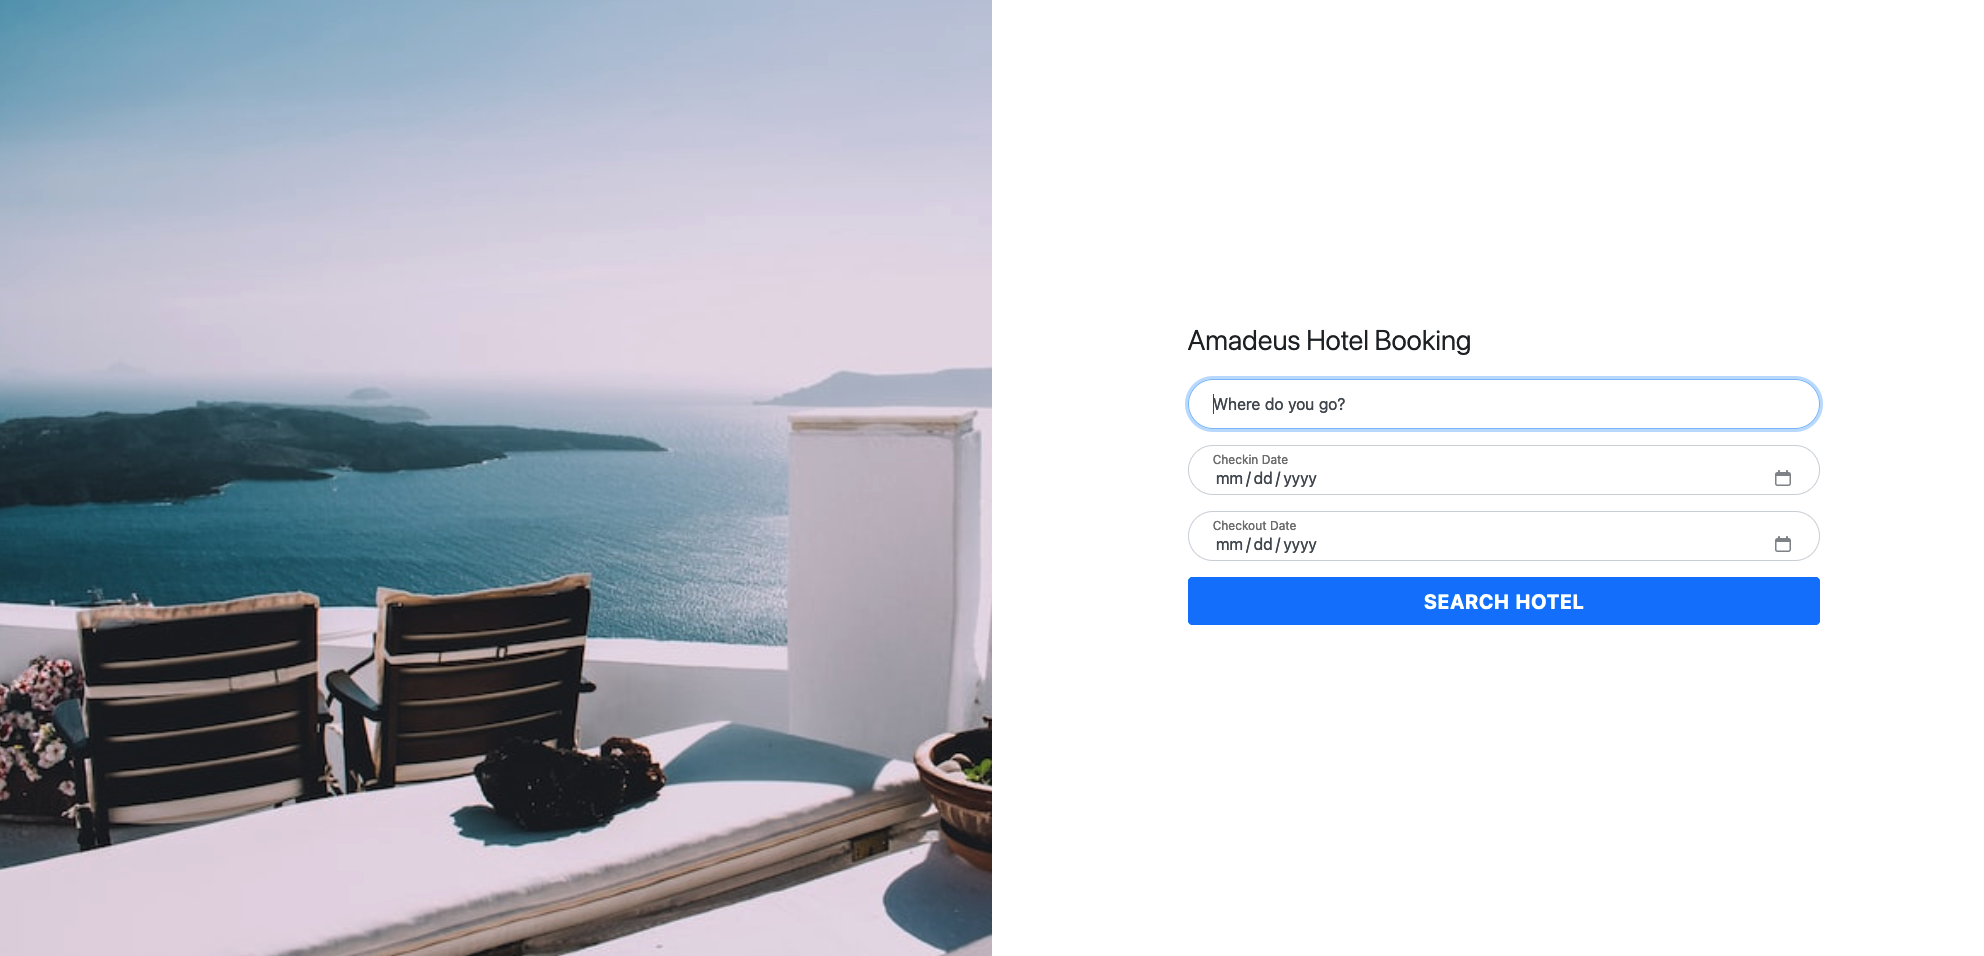 Amadeus Hotel Booking
Where do you go?
Checkin Date
mm/dd/yyyy
Checkout Date
mm/dd/yyyy
SEARCH HOTEL